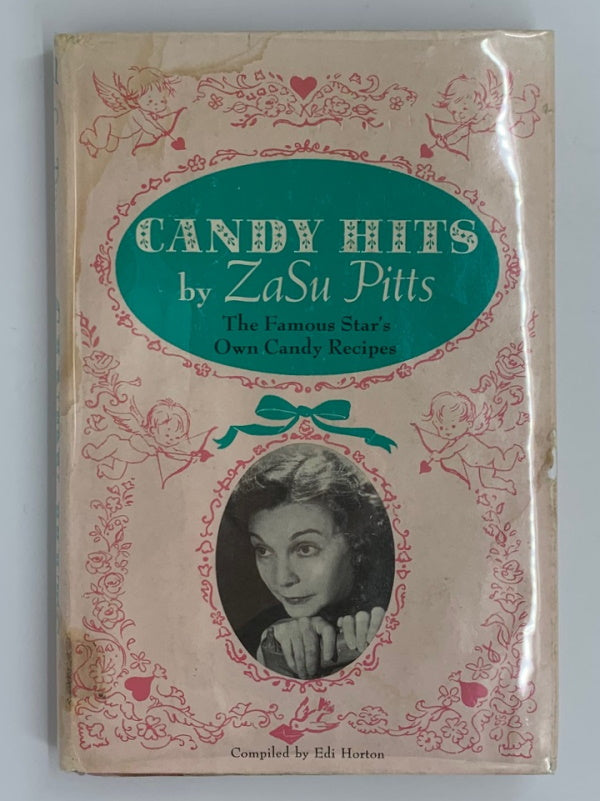 CANDY HITS
by ZaSu Pitts
The Famous Star's
Own Candy Recipes
Compiled by Edi Horton